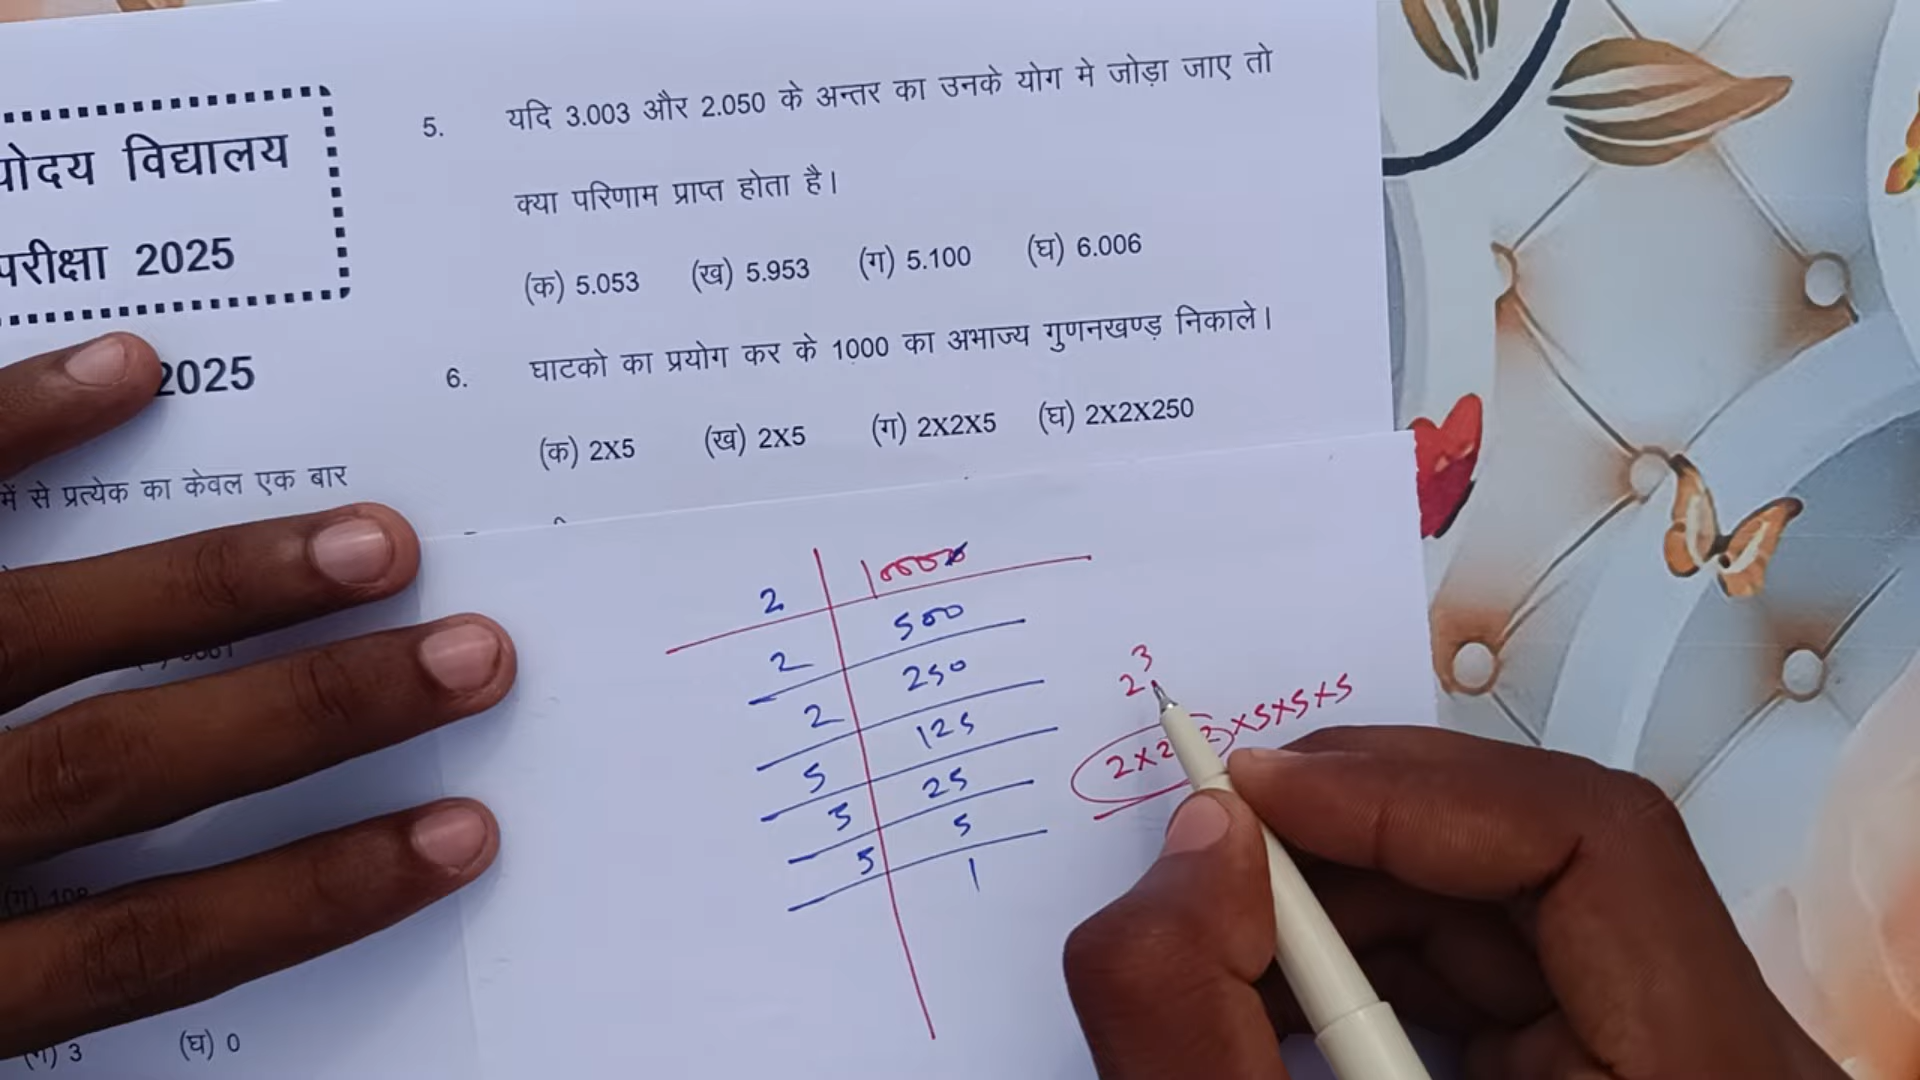 विद्यालय
परीक्षा 2025
2025
में से प्रत्येक का केवल एक बार
(ग) 108
3 (घ) 0
5. यदि 3.003 और 2.050 के अन्तर का उनके योग मे जोड़ा जाए तो
क्या परिणाम प्राप्त होता है।
(क) 5.053 (ख) 5.953 (ग) 5.100 (घ) 6.006
6. घाटको का प्रयोग कर के 1000 का अभाज्य गुणनखण्ड निकाले।
(क) 2X5 (ख) 2X5 (ग) 2X2X5 (घ) 2X2X250
2 1000
2 500
2 250
5 125
5 25
5 5
1
2³
2×2×2×5×5×5